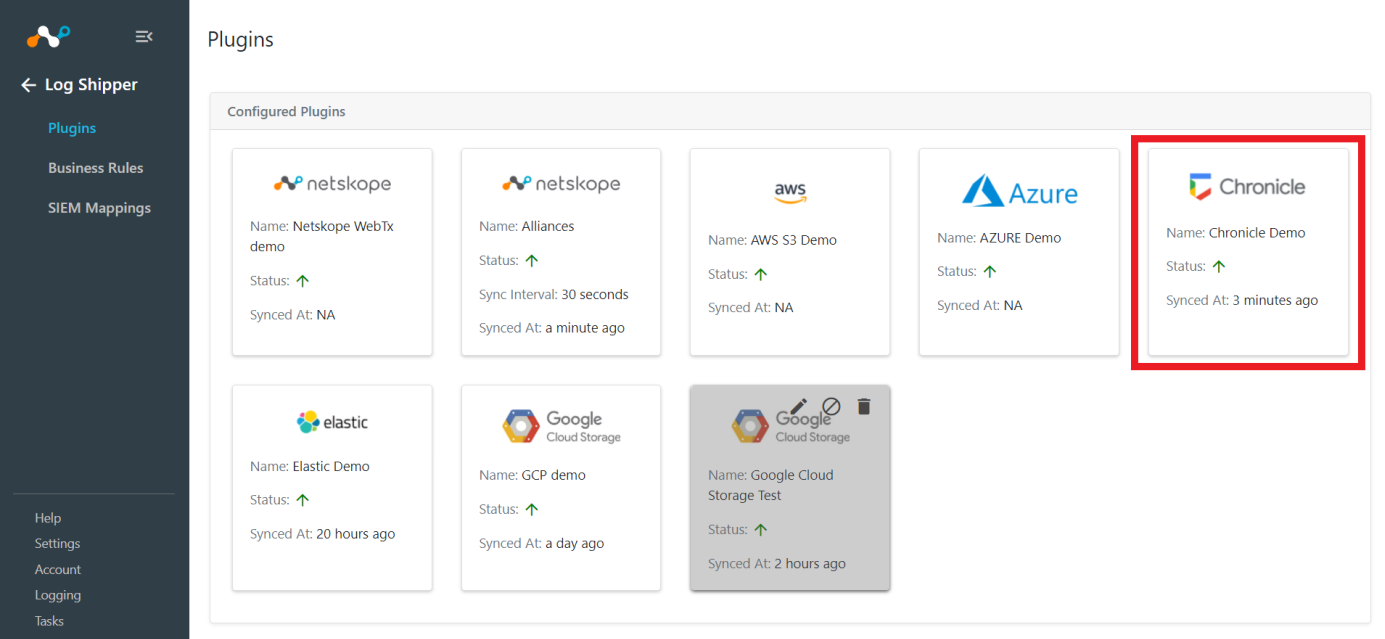 Log Shipper
Plugins
Business Rules
SIEM Mappings
Help
Settings
Account
Logging
Tasks
Plugins
Configured Plugins
netskope
Name: Netskope WebTx
demo
Status:
Synced At: NA
netskope
Name: Alliances
Status:
Sync Interval: 30 seconds
Synced At: a minute ago
aws
Name: AWS S3 Demo
Status:
Synced At: NA
Azure
Name: AZURE Demo
Status:
Synced At: NA
Chronicle
Name: Chronicle Demo
Status:
Synced At: 3 minutes ago
elastic
Name: Elastic Demo
Status:
Synced At: 20 hours ago
Google
Cloud Storage
Name: GCP demo
Status:
Synced At: a day ago
Google
Cloud Storage
Name: Google Cloud
Storage Test
Status:
Synced At: 2 hours ago